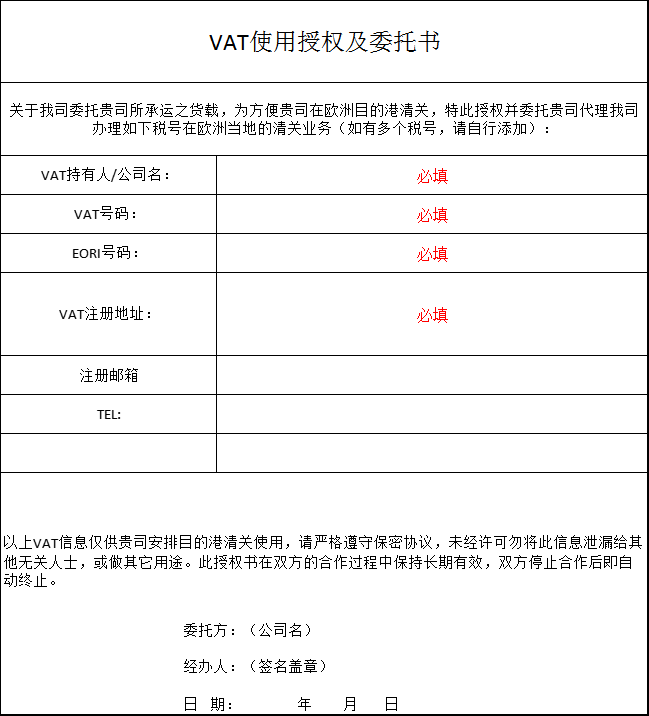 VAT使用授权及委托书
关于我司委托贵司所承运之货载，为方便贵司在欧洲目的港清关，特此授权并委托贵司代理我司
办理如下税号在欧洲当地的清关业务（如有多个税号，请自行添加）：
VAT持有人/公司名： 必填
VAT号码： 必填
EORI号码： 必填
VAT注册地址： 必填
注册邮箱
TEL:
以上VAT信息仅供贵司安排目的港清关使用，请严格遵守保密协议，未经许可勿将此信息泄漏给其
他无关人士，或做其它用途。此授权书在双方的合作过程中保持长期有效，双方停止合作后即自
动终止。
委托方：（公司名）
经办人：（签名盖章）
日 期： 年 月 日